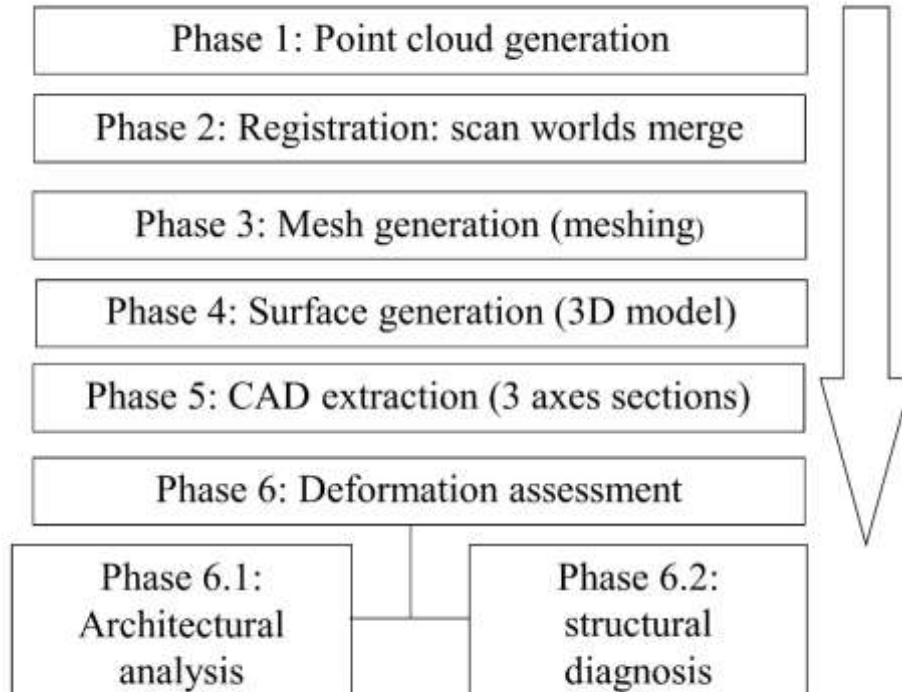 Phase 1: Point cloud generation
Phase 2: Registration: scan worlds merge
Phase 3: Mesh generation (meshing)
Phase 4: Surface generation (3D model)
Phase 5: CAD extraction (3 axes sections)
Phase 6: Deformation assessment
Phase 6.1:
Architectural
analysis
Phase 6.2:
structural
diagnosis